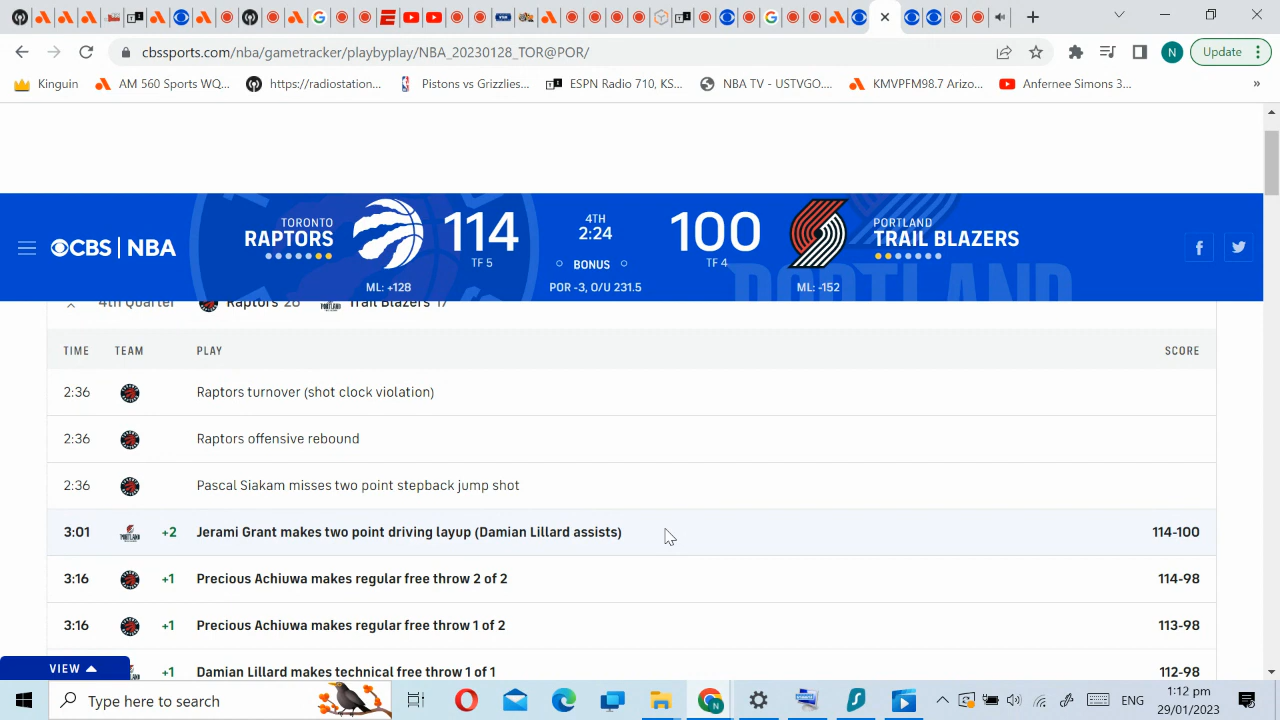 cbssports.com/nba/gametracker/playbyplay/NBA_20230128_TOR@POR/
N
Update
Kinguin
AM 560 Sports WQ...
https://radiostation...
Pistons vs Grizzlies...
ESPN Radio 710, KS...
NBA TV - USTVGO....
KMVPFM98.7 Arizo...
Anfernee Simons 3...
»
CBS | NBA
TORONTO
RAPTORS
ML: +128
114
TF 5
4TH
2:24
BONUS
POR -3, O/U 231.5
100
TF 4
PORTLAND
TRAIL BLAZERS
ML: -152
4th Quarter Raptors 26 Trail Blazers 17
TIME TEAM PLAY SCORE
2:36 Raptors turnover (shot clock violation)
2:36 Raptors offensive rebound
2:36 Pascal Siakam misses two point stepback jump shot
3:01 +2 Jerami Grant makes two point driving layup (Damian Lillard assists) 114-100
3:16 +1 Precious Achiuwa makes regular free throw 2 of 2 114-98
3:16 +1 Precious Achiuwa makes regular free throw 1 of 2 113-98
+1 Damian Lillard makes technical free throw 1 of 1 112-98
VIEW
Type here to search
ENG
1:12 pm
29/01/2023